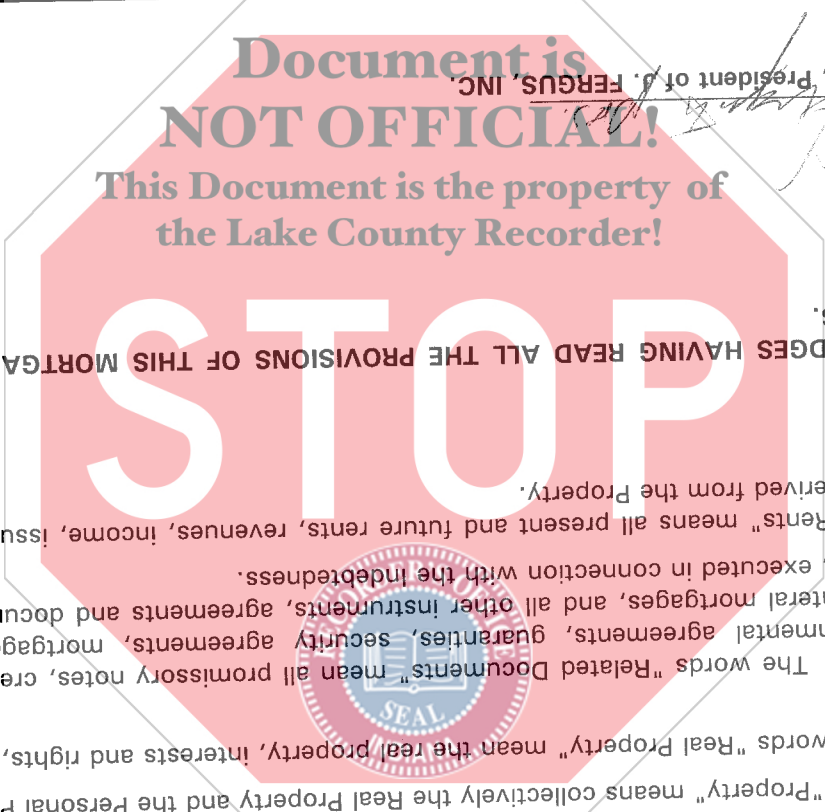 Document is
NOT OFFICIAL!
This Document is the property of
the Lake County Recorder!
STOP
SEAL
"Property" means collectively the Real Property and the Personal
words "Real Property" mean the real property, interests and rights,
The words "Related Documents" mean all promissory notes, cre
nmental agreements, guaranties, security agreements, mortgag
ateral mortgages, and all other instruments, agreements and docum
, executed in connection with the Indebtedness.
Rents" means all present and future rents, revenues, income, issu
erived from the Property.
DGES HAVING READ ALL THE PROVISIONS OF THIS MORTGA
S.
, President of J. FERGUS, INC.